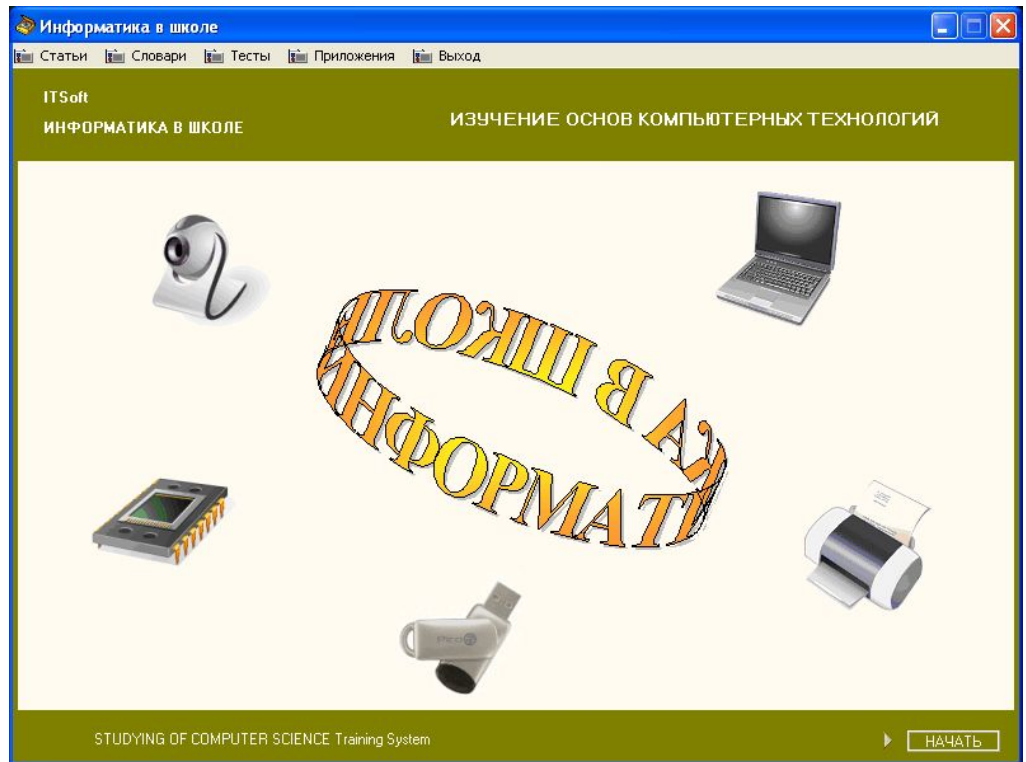 Информатика в школе
Статьи Словари Тесты Приложения Выход
ITSoft
ИНФОРМАТИКА В ШКОЛЕ
ИЗУЧЕНИЕ ОСНОВ КОМПЬЮТЕРНЫХ ТЕХНОЛОГИЙ
ИНФОРМАТИКА В ШКОЛЕ
STUDYING OF COMPUTER SCIENCE Training System
НАЧАТЬ